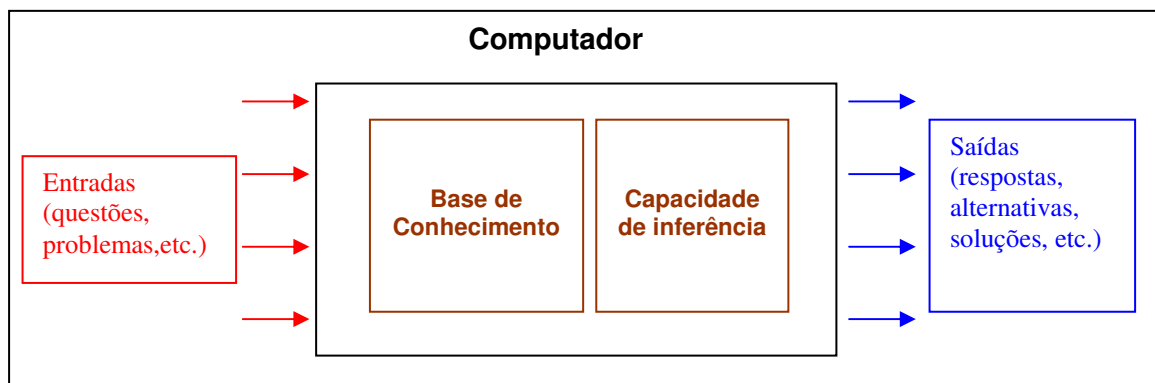 Computador
Entradas
(questões,
problemas,etc.)
Base de
Conhecimento
Capacidade
de inferência
Saídas
(respostas,
alternativas,
soluções, etc.)